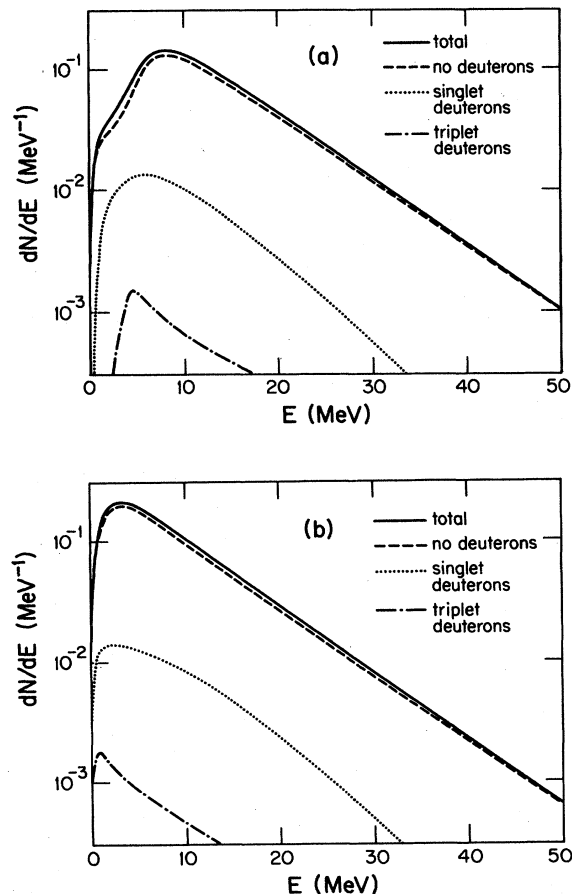 (a)
total
no deuterons
singlet
deuterons
triplet
deuterons
dN/dE (MeV⁻¹)
10⁻¹
10⁻²
10⁻³
0 10 20 30 40 50
E (MeV)
(b)
total
no deuterons
singlet
deuterons
triplet
deuterons
dN/dE (MeV⁻¹)
10⁻¹
10⁻²
10⁻³
0 10 20 30 40 50
E (MeV)